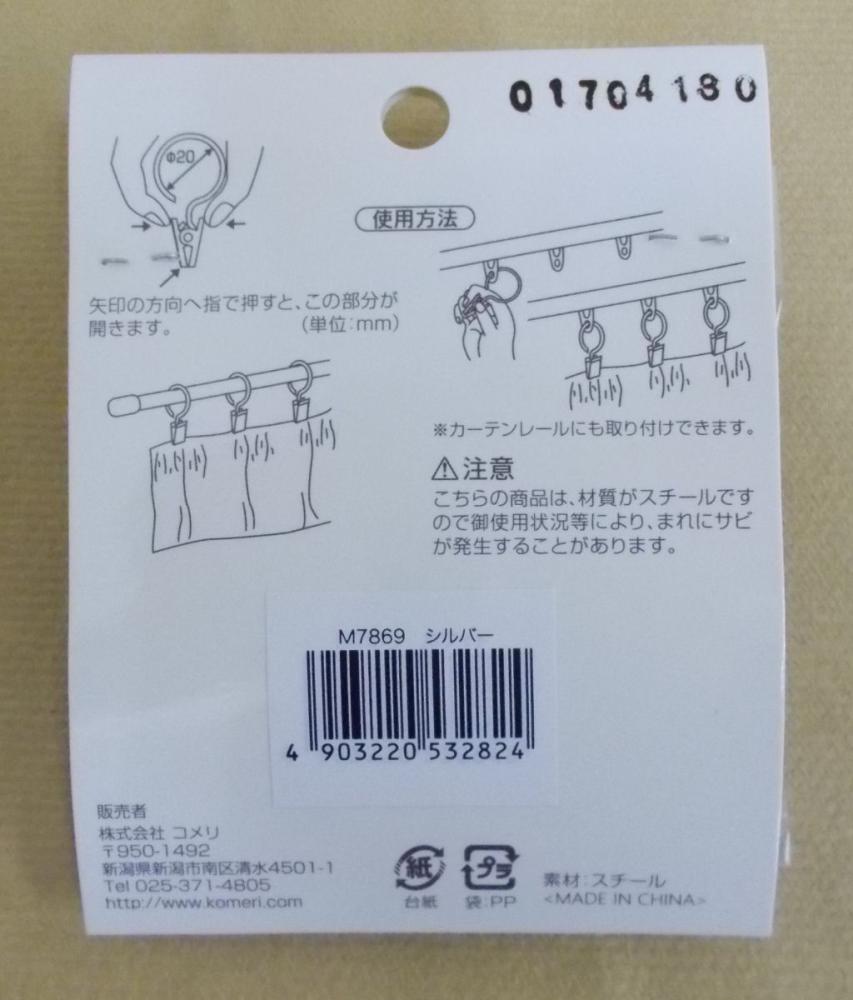 01704180
Φ20
使用方法
矢印の方向へ指で押すと、この部分が
開きます。 (単位:mm)
※カーテンレールにも取り付けできます。
注意
こちらの商品は、材質がスチールです
ので御使用状況等により、まれにサビ
が発生することがあります。
M7869 シルバー
4 903220 532824
販売者
株式会社 コメリ
〒950-1492
新潟県新潟市南区清水4501-1
Tel 025-371-4805
http://www.komeri.com
紙
台紙
プラ
袋:PP
素材:スチール
<MADE IN CHINA>